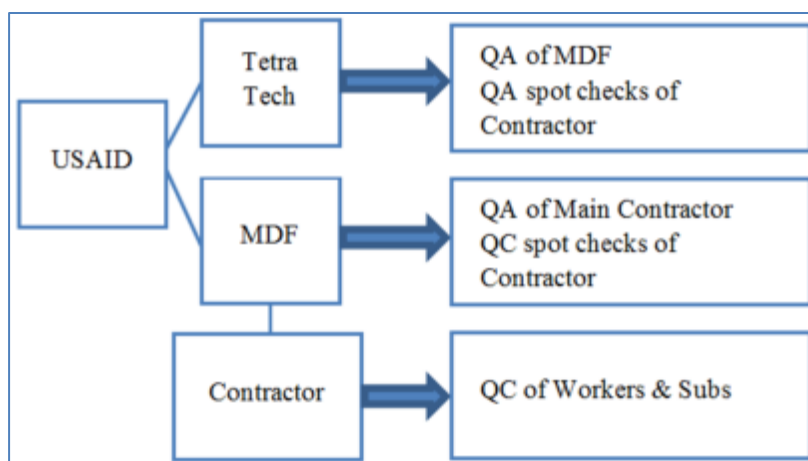 Tetra
Tech
QA of MDF
QA spot checks of
Contractor
USAID
MDF
QA of Main Contractor
QC spot checks of
Contractor
Contractor
QC of Workers & Subs